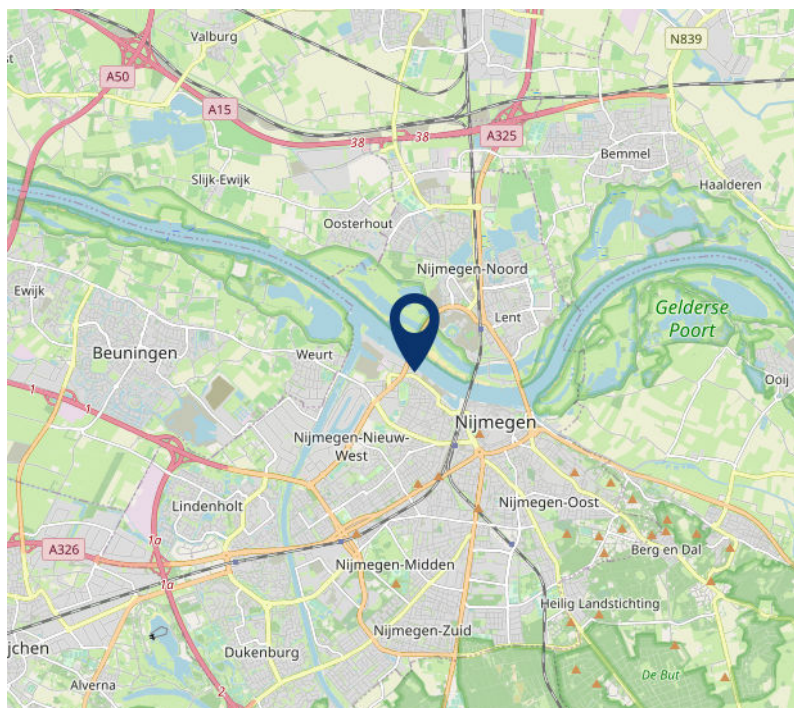 Valburg
N839
A50
A15
A325
38
38
Bemmel
Slijk-Ewijk
Haalderen
Oosterhout
Nijmegen-Noord
Ewijk
Gelderse
Poort
Lent
Beuningen
Weurt
Ooij
1
1
Nijmegen
Nijmegen-Nieuw-
West
Lindenholt
Nijmegen-Oost
1a
A326
Berg en Dal
1a
Nijmegen-Midden
Heilig Landstichting
Nijmegen-Zuid
jchen
Dukenburg
De But
Alverna
2